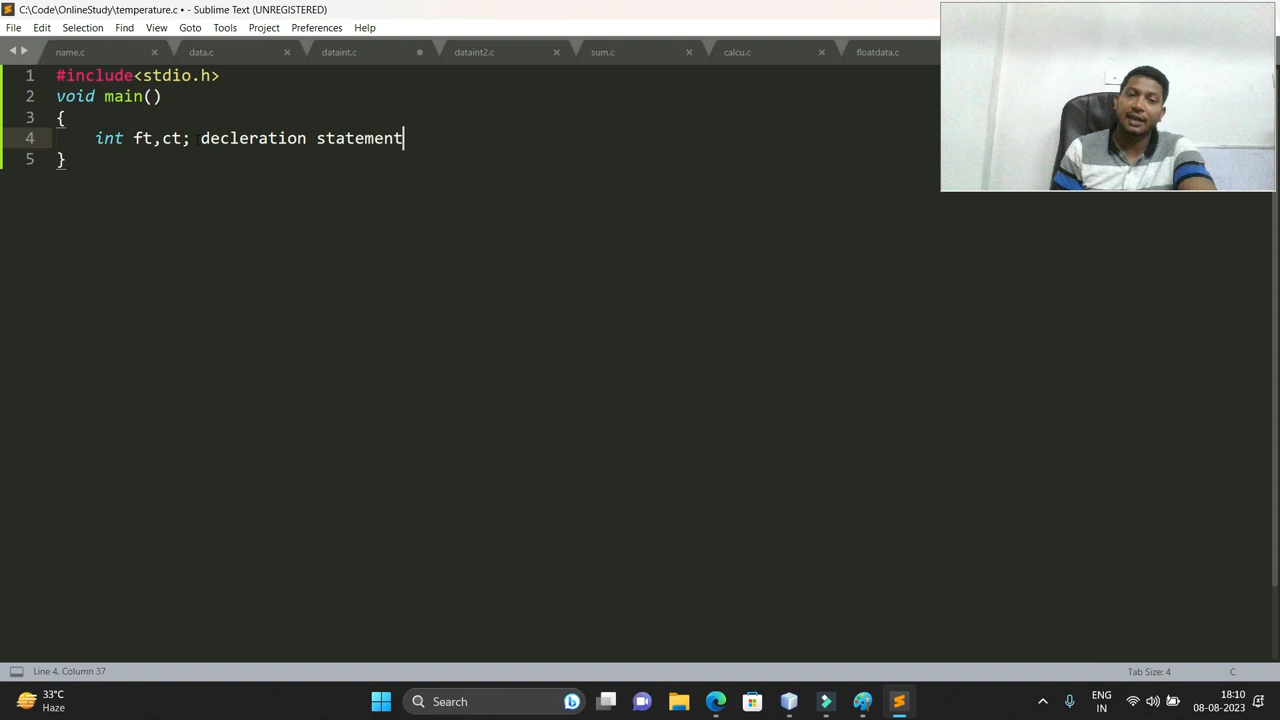 C:\Code\OnlineStudy\temperature.c • - Sublime Text (UNREGISTERED)
File Edit Selection Find View Goto Tools Project Preferences Help
name.c data.c dataint.c dataint2.c sum.c calcu.c floatdata.c
1 #include<stdio.h>
2 void main()
3 {
4 int ft,ct; decleration statement
5 }
Line 4, Column 37 Tab Size: 4 C
33°C
Haze
Search
ENG
IN
18:10
08-08-2023